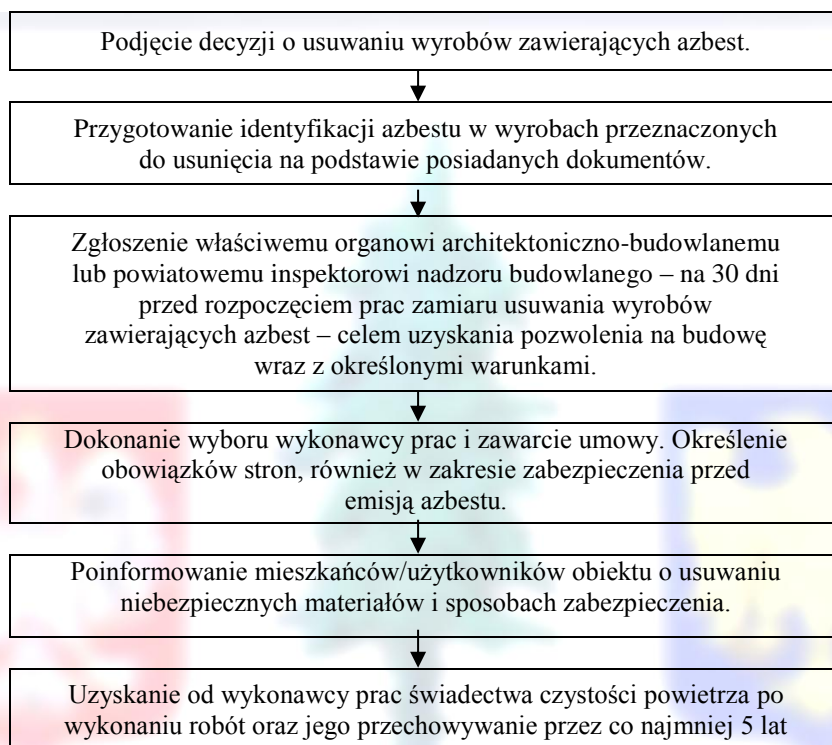 Podjęcie decyzji o usuwaniu wyrobów zawierających azbest.
Przygotowanie identyfikacji azbestu w wyrobach przeznaczonych
do usunięcia na podstawie posiadanych dokumentów.
Zgłoszenie właściwemu organowi architektoniczno-budowlanemu
lub powiatowemu inspektorowi nadzoru budowlanego – na 30 dni
przed rozpoczęciem prac zamiaru usuwania wyrobów
zawierających azbest – celem uzyskania pozwolenia na budowę
wraz z określonymi warunkami.
Dokonanie wyboru wykonawcy prac i zawarcie umowy. Określenie
obowiązków stron, również w zakresie zabezpieczenia przed
emisją azbestu.
Poinformowanie mieszkańców/użytkowników obiektu o usuwaniu
niebezpiecznych materiałów i sposobach zabezpieczenia.
Uzyskanie od wykonawcy prac świadectwa czystości powietrza po
wykonaniu robót oraz jego przechowywanie przez co najmniej 5 lat